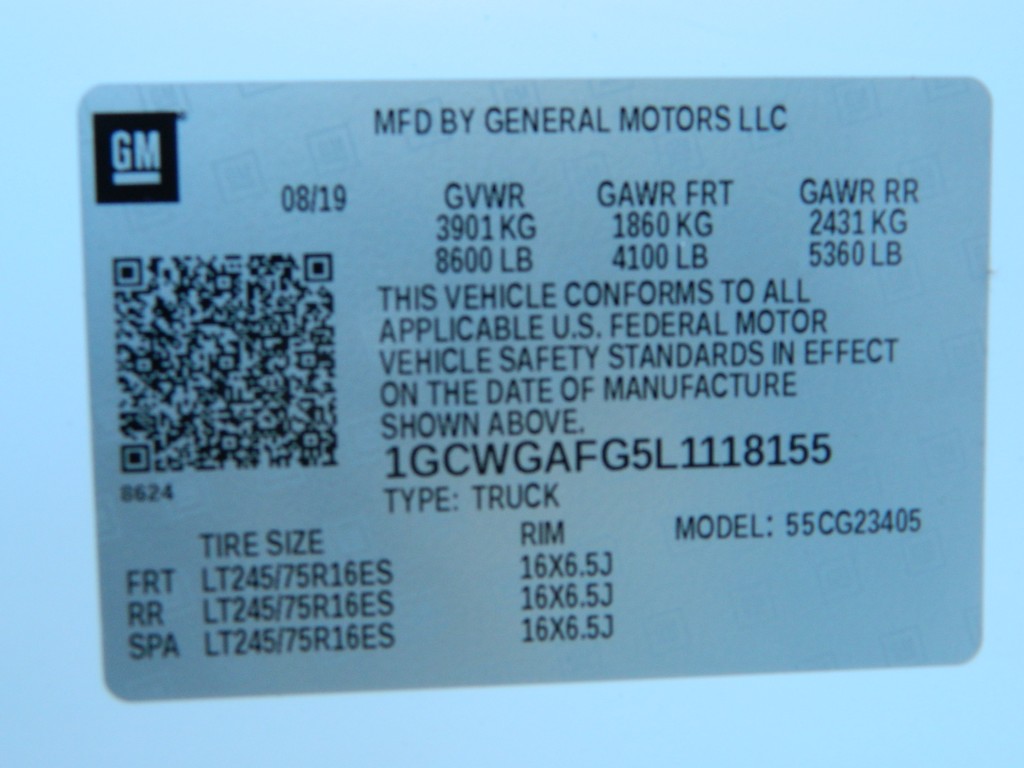 GM
MFD BY GENERAL MOTORS LLC
08/19 GVWR GAWR FRT GAWR RR
3901 KG 1860 KG 2431 KG
8600 LB 4100 LB 5360 LB
THIS VEHICLE CONFORMS TO ALL
APPLICABLE U.S. FEDERAL MOTOR
VEHICLE SAFETY STANDARDS IN EFFECT
ON THE DATE OF MANUFACTURE
SHOWN ABOVE.
1GCWGAFG5L1118155
8624
TYPE: TRUCK
MODEL: 55CG23405
TIRE SIZE RIM
FRT LT245/75R16ES 16X6.5J
RR LT245/75R16ES 16X6.5J
SPA LT245/75R16ES 16X6.5J